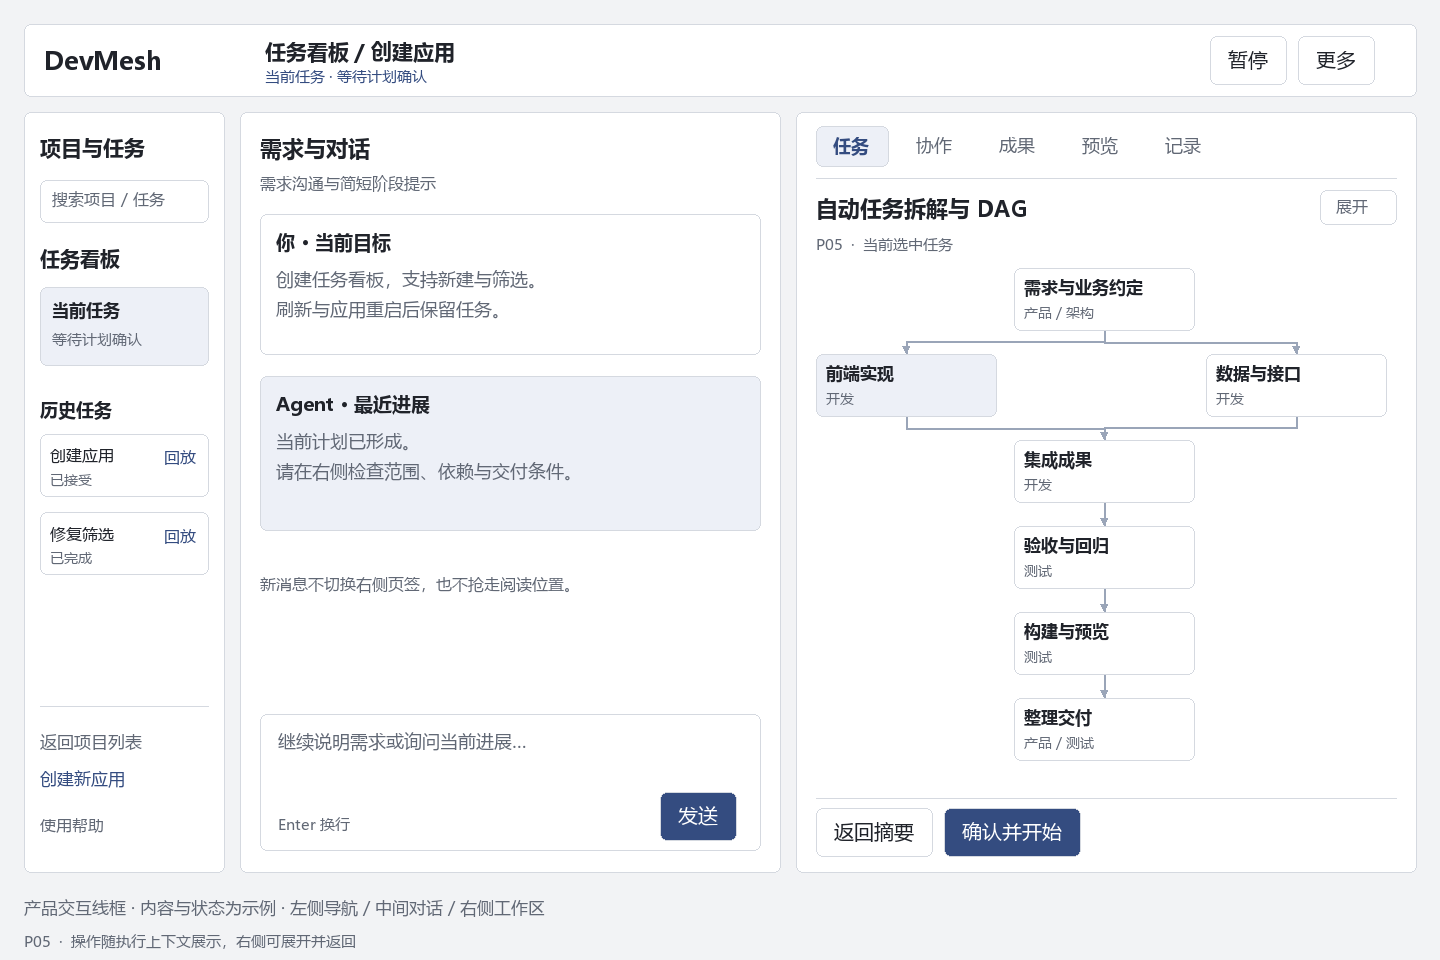 DevMesh
任务看板 / 创建应用
当前任务 · 等待计划确认
暂停
更多
项目与任务
搜索项目 / 任务
任务看板
当前任务
等待计划确认
历史任务
创建应用
回放
已接受
修复筛选
回放
已完成
返回项目列表
创建新应用
使用帮助
需求与对话
需求沟通与简短阶段提示
你 · 当前目标
创建任务看板，支持新建与筛选。
刷新与应用重启后保留任务。
Agent · 最近进展
当前计划已形成。
请在右侧检查范围、依赖与交付条件。
新消息不切换右侧页签，也不抢走阅读位置。
继续说明需求或询问当前进展...
Enter 换行
发送
任务
协作
成果
预览
记录
自动任务拆解与 DAG
展开
P05 · 当前选中任务
需求与业务约定
产品 / 架构
前端实现
开发
数据与接口
开发
集成成果
开发
验收与回归
测试
构建与预览
测试
整理交付
产品 / 测试
返回摘要
确认并开始
产品交互线框 · 内容与状态为示例 · 左侧导航 / 中间对话 / 右侧工作区
P05 · 操作随执行上下文展示，右侧可展开并返回